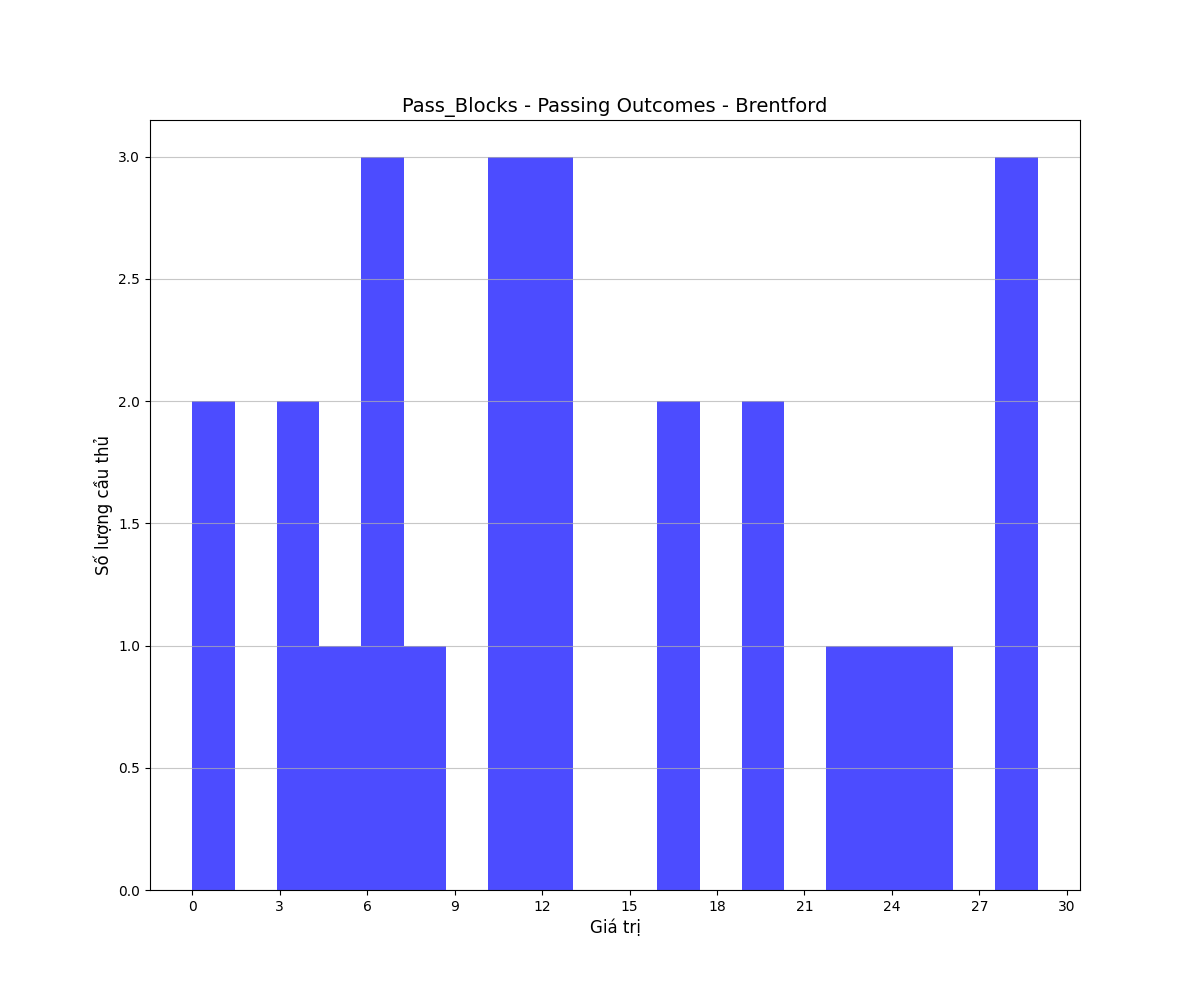 Pass_Blocks - Passing Outcomes - Brentford
3.0
2.5
2.0
1.5
1.0
0.5
0.0
Số lượng cầu thủ
0 3 6 9 12 15 18 21 24 27 30
Giá trị